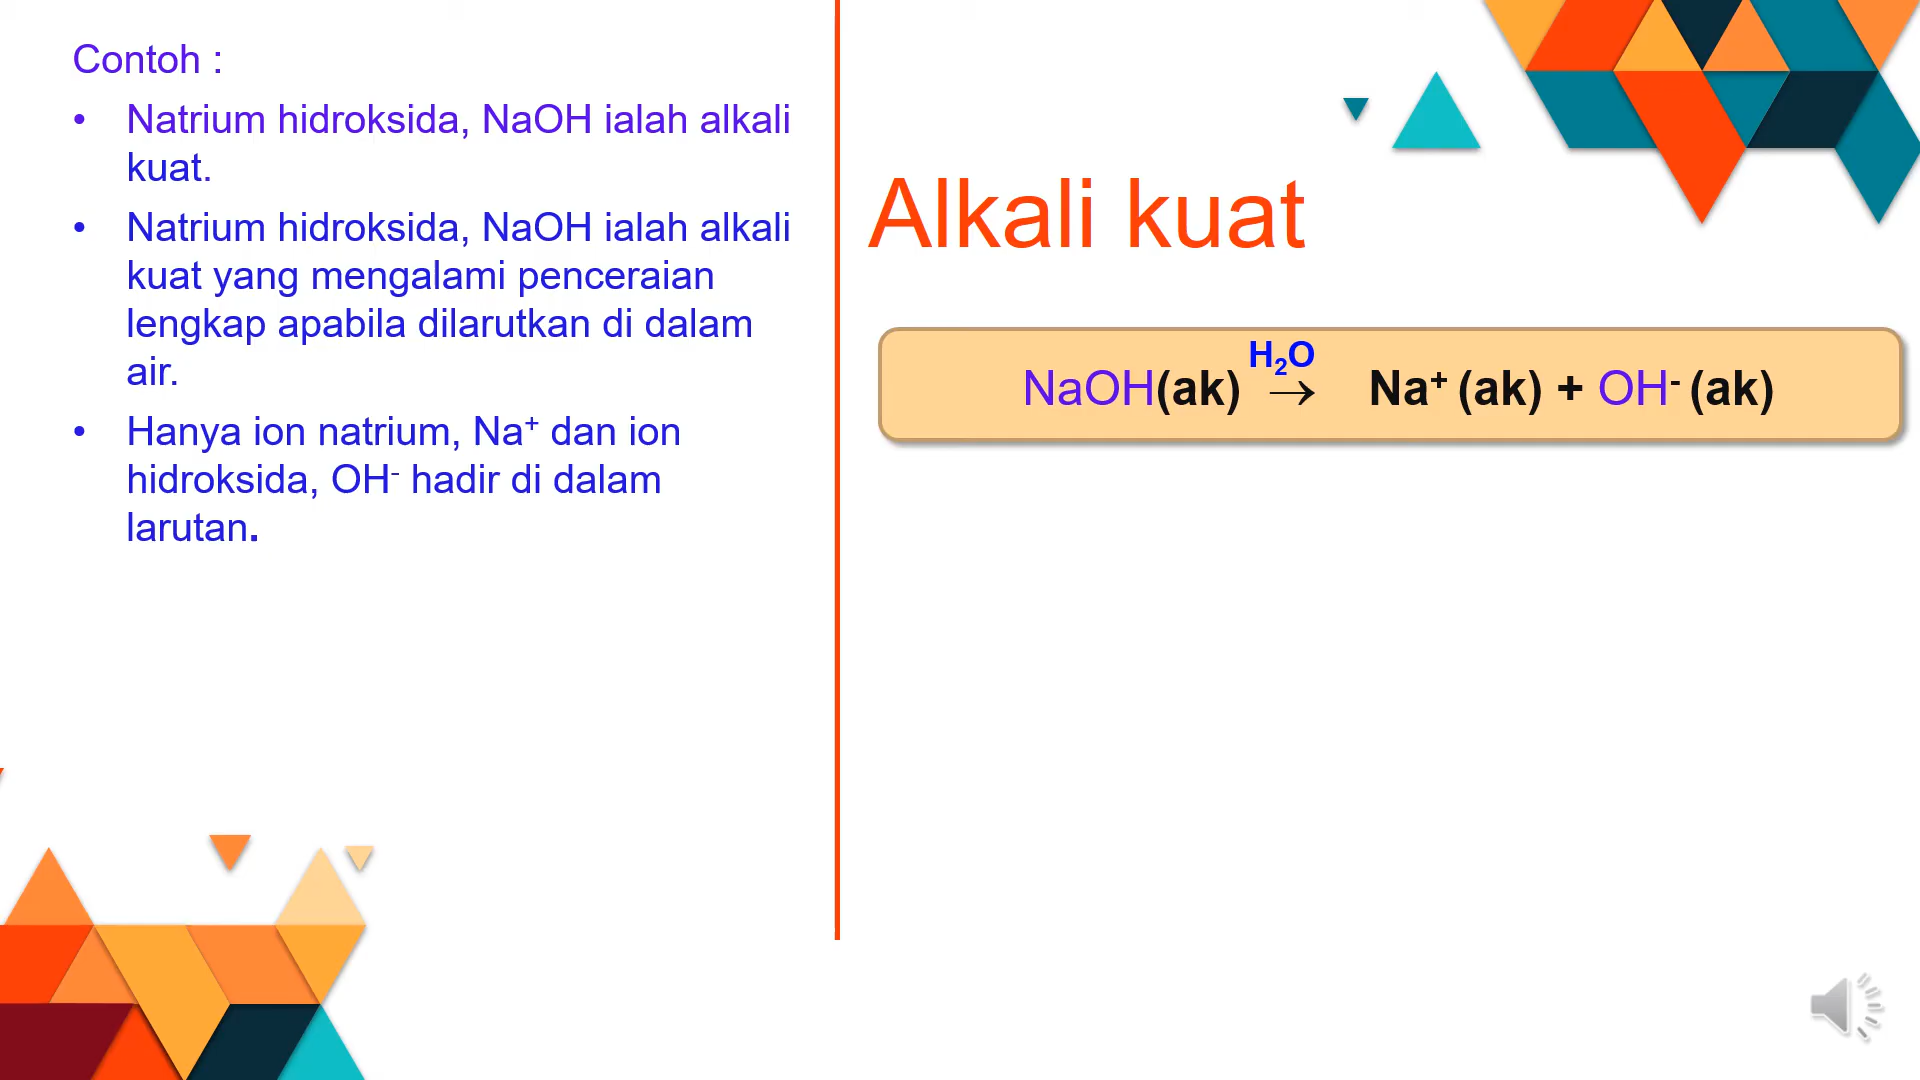 Contoh :
• Natrium hidroksida, NaOH ialah alkali
kuat.
• Natrium hidroksida, NaOH ialah alkali
kuat yang mengalami penceraian
lengkap apabila dilarutkan di dalam
air.
• Hanya ion natrium, Na⁺ dan ion
hidroksida, OH⁻ hadir di dalam
larutan.
Alkali kuat
H₂O
NaOH(ak) → Na⁺ (ak) + OH⁻ (ak)